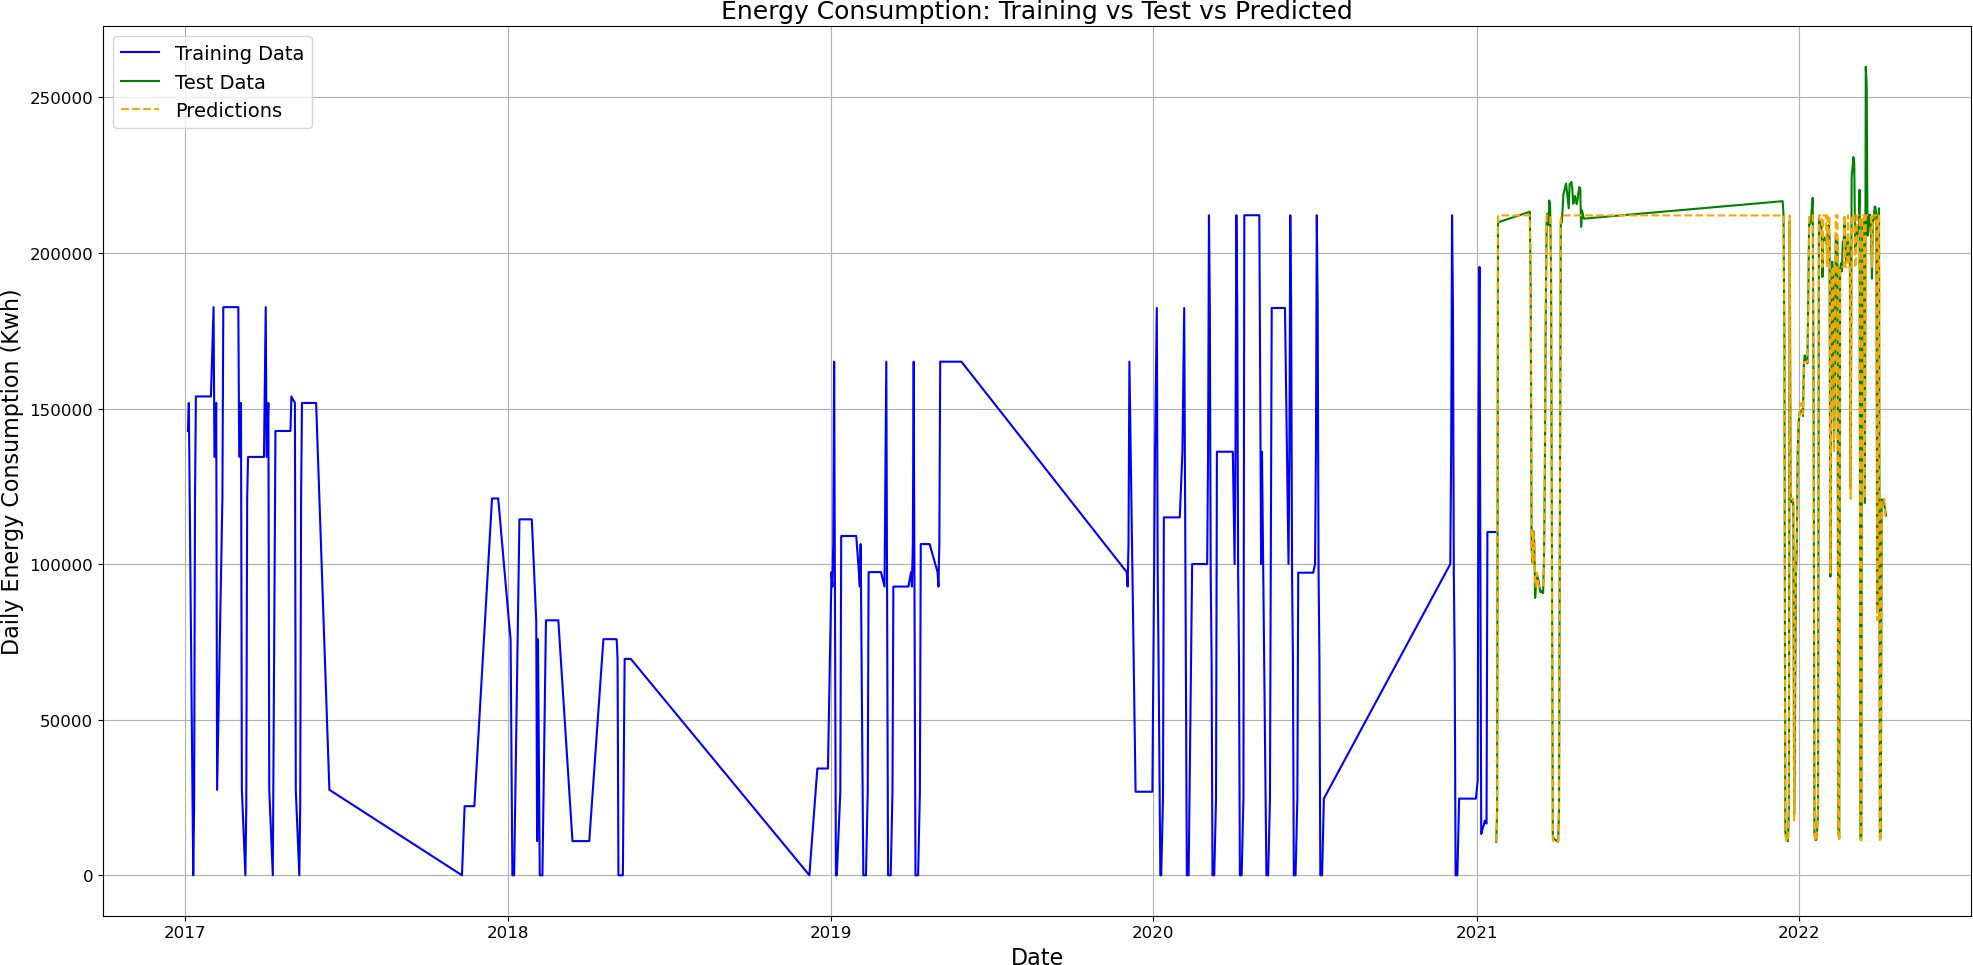 Energy Consumption: Training vs Test vs Predicted
Training Data
Test Data
Predictions
Daily Energy Consumption (Kwh)
250000
200000
150000
100000
50000
0
2017 2018 2019 2020 2021 2022
Date